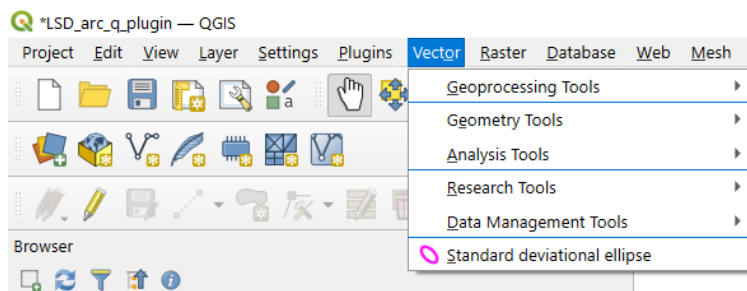 *LSD_arc_q_plugin — QGIS
Project Edit View Layer Settings Plugins Vector Raster Database Web Mesh
a
Geoprocessing Tools
Geometry Tools
Analysis Tools
Research Tools
Data Management Tools
Standard deviational ellipse
Browser